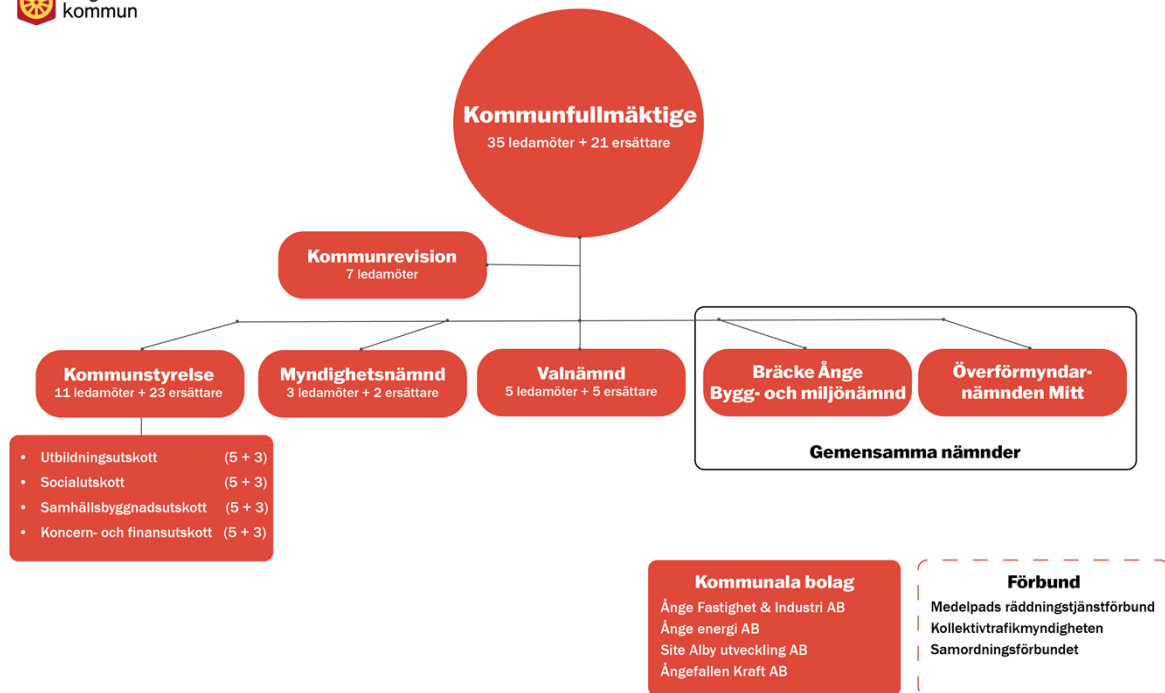 kommun
Kommunfullmäktige
35 ledamöter + 21 ersättare
Kommunrevision
7 ledamöter
Kommunstyrelse
11 ledamöter + 23 ersättare
Myndighetsnämnd
3 ledamöter + 2 ersättare
Valnämnd
5 ledamöter + 5 ersättare
Bräcke Ånge
Bygg- och miljönämnd
Överförmyndar-
nämnden Mitt
Gemensamma nämnder
• Utbildningsutskott (5 + 3)
• Socialutskott (5 + 3)
• Samhällsbyggnadsutskott (5 + 3)
• Koncern- och finansutskott (5 + 3)
Kommunala bolag
Ånge Fastighet & Industri AB
Ånge energi AB
Site Alby utveckling AB
Ångefallen Kraft AB
Förbund
Medelpads räddningstjänstförbund
Kollektivtrafikmyndigheten
Samordningsförbundet